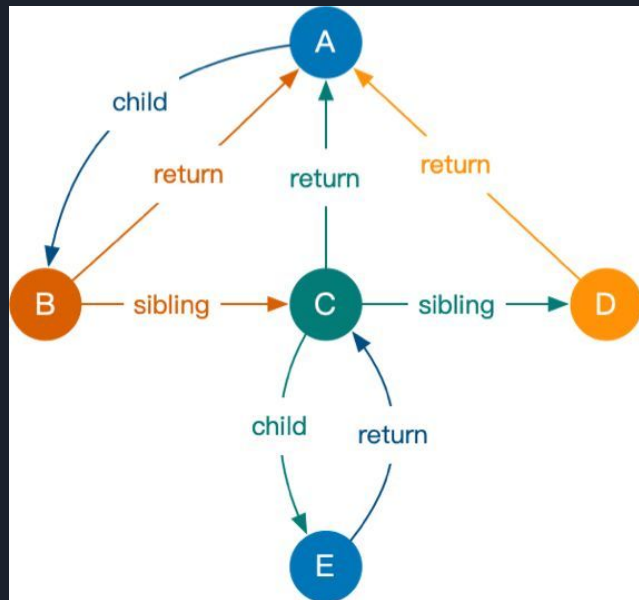 A
child
return
return
return
B
sibling
C
sibling
D
child
return
E